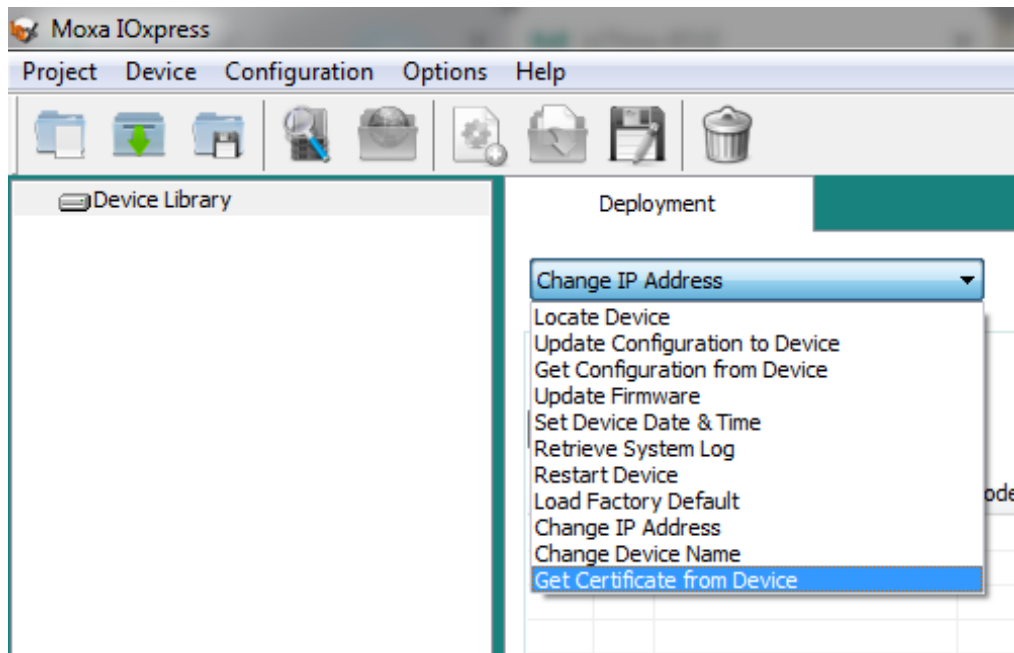 Moxa IOxpress
Project Device Configuration Options Help
Device Library
Deployment
Change IP Address
Locate Device
Update Configuration to Device
Get Configuration from Device
Update Firmware
Set Device Date & Time
Retrieve System Log
Restart Device
Load Factory Default
Change IP Address
Change Device Name
Get Certificate from Device